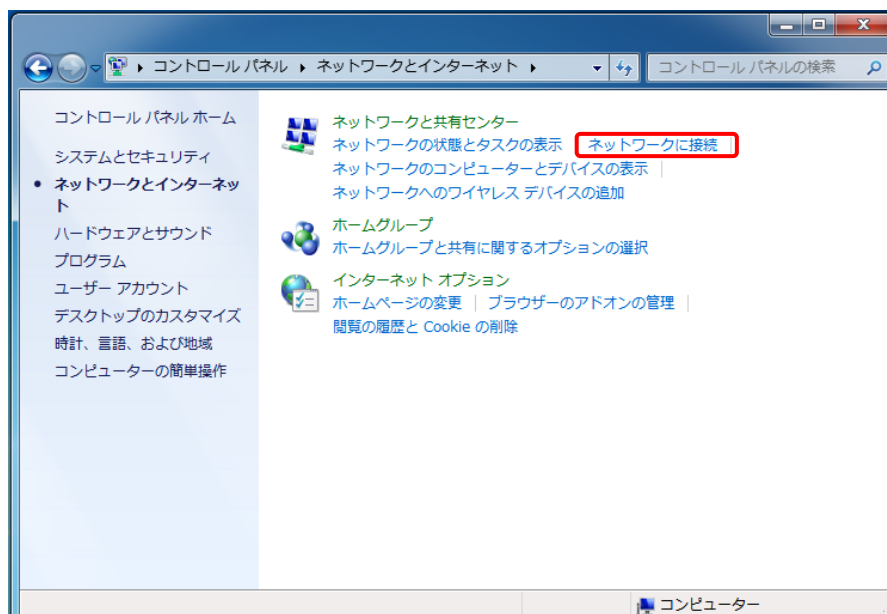 コントロール パネル ネットワークとインターネット コントロール パネルの検索
コントロール パネル ホーム
システムとセキュリティ
ネットワークとインターネッ
ト
ハードウェアとサウンド
プログラム
ユーザー アカウント
デスクトップのカスタマイズ
時計、言語、および地域
コンピューターの簡単操作
ネットワークと共有センター
ネットワークの状態とタスクの表示 ネットワークに接続
ネットワークのコンピューターとデバイスの表示
ネットワークへのワイヤレス デバイスの追加
ホームグループ
ホームグループと共有に関するオプションの選択
インターネット オプション
ホームページの変更 ブラウザーのアドオンの管理
閲覧の履歴と Cookie の削除
コンピューター